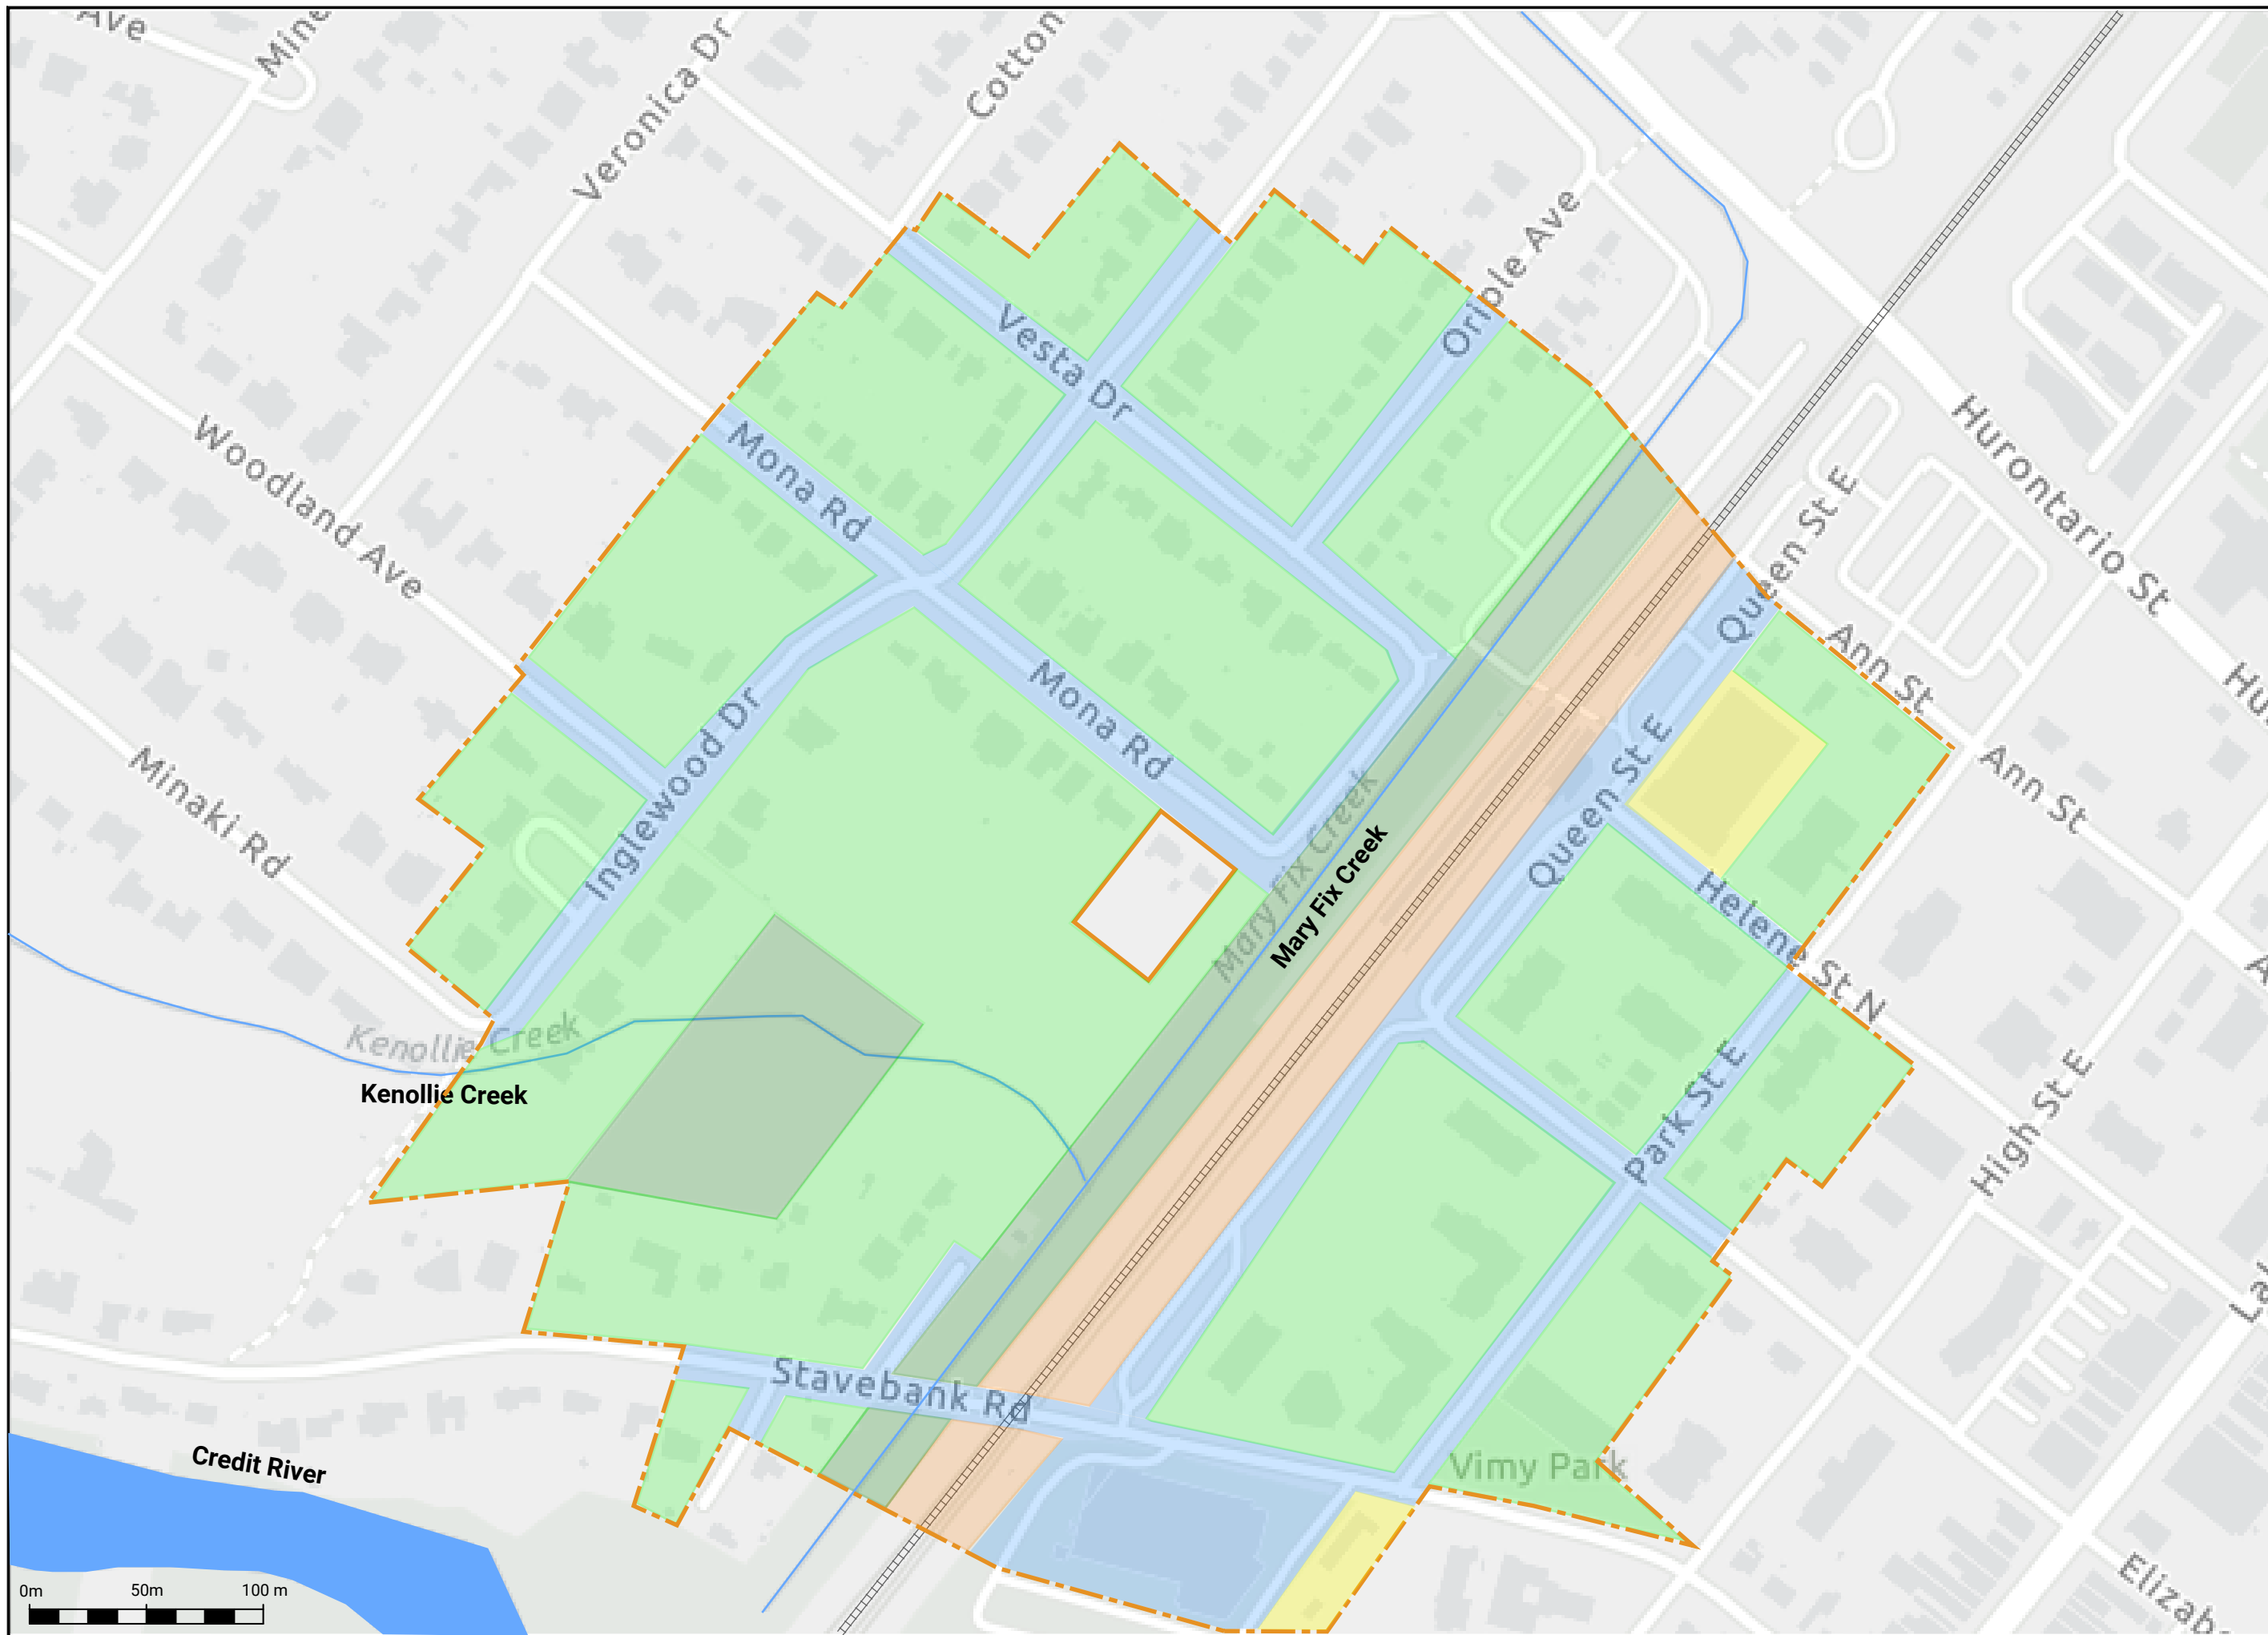 Ave
Veronica Dr
Cotton
Oriole Ave
Vesta Dr
Mona Rd
Woodland Ave
Hurontario St
Queen St E
Ann St
Mona Rd
Inglewood Dr
Minaki Rd
Queen St E
Ann St
Mary Fix Creek
Mary Fix Creek
Helene St N
Kenollie Creek
Kenollie Creek
Park St E
High St E
Stavebank Rd
Vimy Park
Credit River
0m 50m 100 m